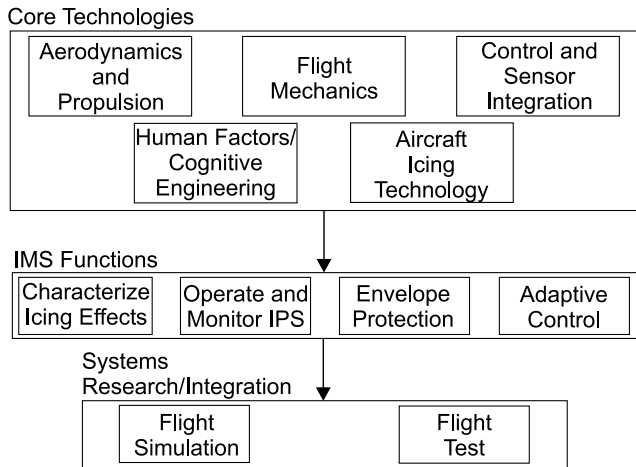 Core Technologies
Aerodynamics
and
Propulsion
Flight
Mechanics
Control and
Sensor
Integration
Human Factors/
Cognitive
Engineering
Aircraft
Icing
Technology
IMS Functions
Characterize
Icing Effects
Operate and
Monitor IPS
Envelope
Protection
Adaptive
Control
Systems
Research/Integration
Flight
Simulation
Flight
Test